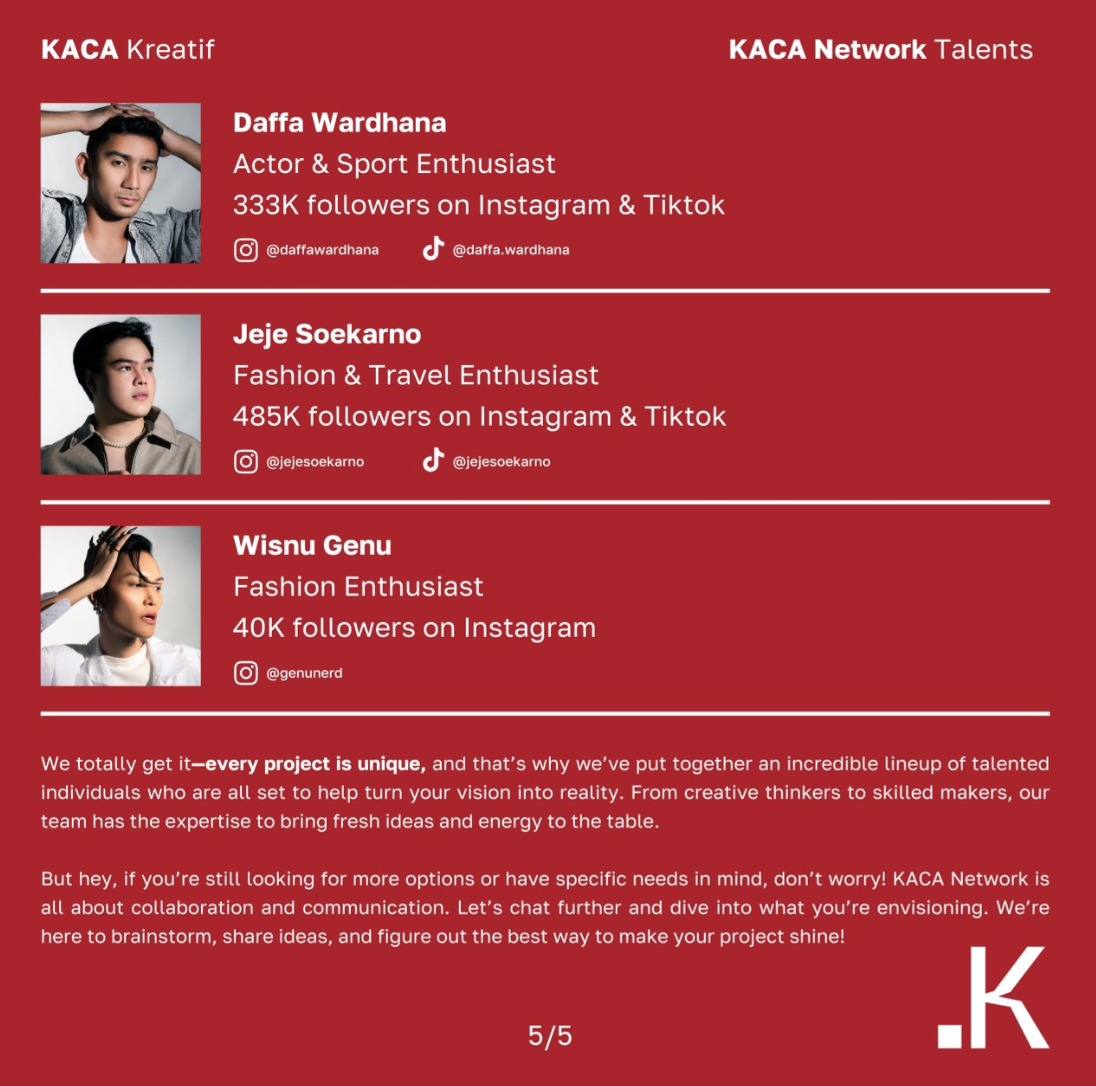 KACA Kreatif
KACA Network Talents
Daffa Wardhana
Actor & Sport Enthusiast
333K followers on Instagram & Tiktok
@daffawardhana
@daffa.wardhana
Jeje Soekarno
Fashion & Travel Enthusiast
485K followers on Instagram & Tiktok
@jejesoekarno
@jejesoekarno
Wisnu Genu
Fashion Enthusiast
40K followers on Instagram
@genunerd
We totally get it—every project is unique, and that’s why we’ve put together an incredible lineup of talented
individuals who are all set to help turn your vision into reality. From creative thinkers to skilled makers, our
team has the expertise to bring fresh ideas and energy to the table.
But hey, if you’re still looking for more options or have specific needs in mind, don’t worry! KACA Network is
all about collaboration and communication. Let’s chat further and dive into what you’re envisioning. We’re
here to brainstorm, share ideas, and figure out the best way to make your project shine!
.K
5/5